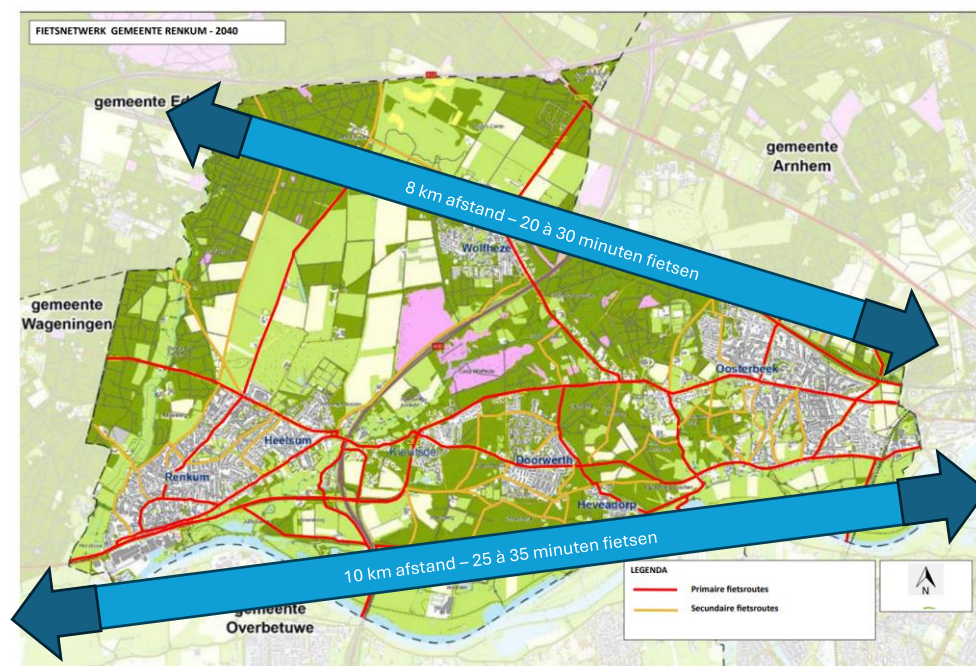 FIETSNETWERK GEMEENTE RENKUM - 2040
gemeente Ed
gemeente
Arnhem
8 km afstand – 20 à 30 minuten fietsen
Wolfheze
gemeente
Wageningen
Oosterbeek
Heelsum
Doorwerth
Renkum
Heveadorp
10 km afstand – 25 à 35 minuten fietsen
gemeente
Overbetuwe
LEGENDA
Primaire fietsroutes
Secundaire fietsroutes
N